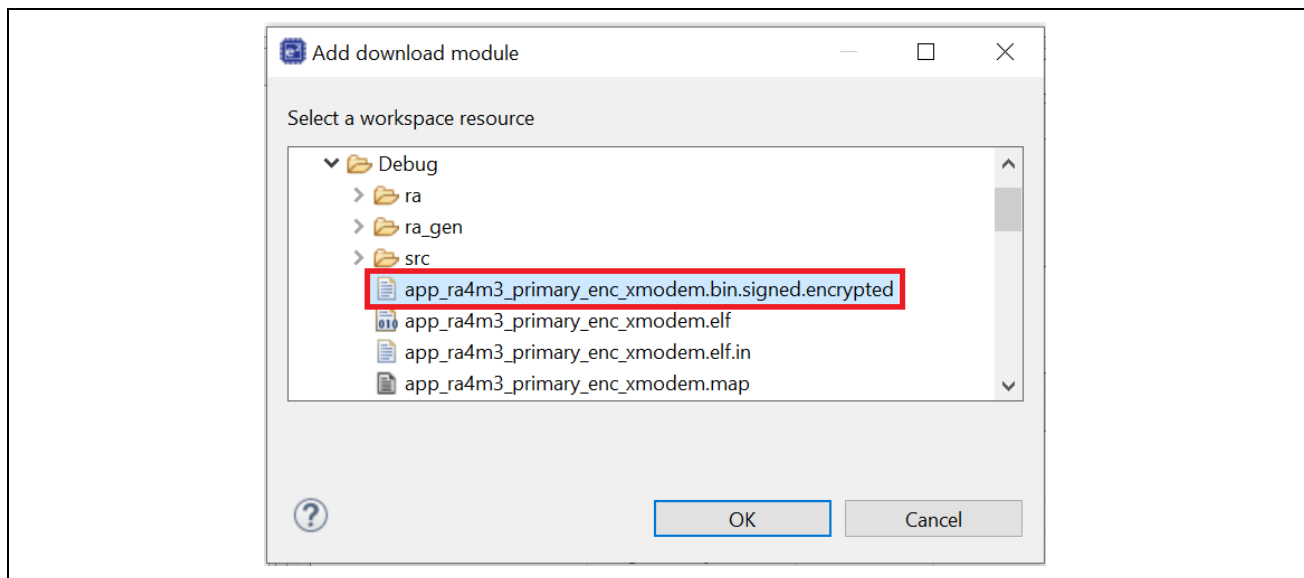 Add download module
Select a workspace resource
Debug
ra
ra_gen
src
app_ra4m3_primary_enc_xmodem.bin.signed.encrypted
app_ra4m3_primary_enc_xmodem.elf
app_ra4m3_primary_enc_xmodem.elf.in
app_ra4m3_primary_enc_xmodem.map
OK Cancel